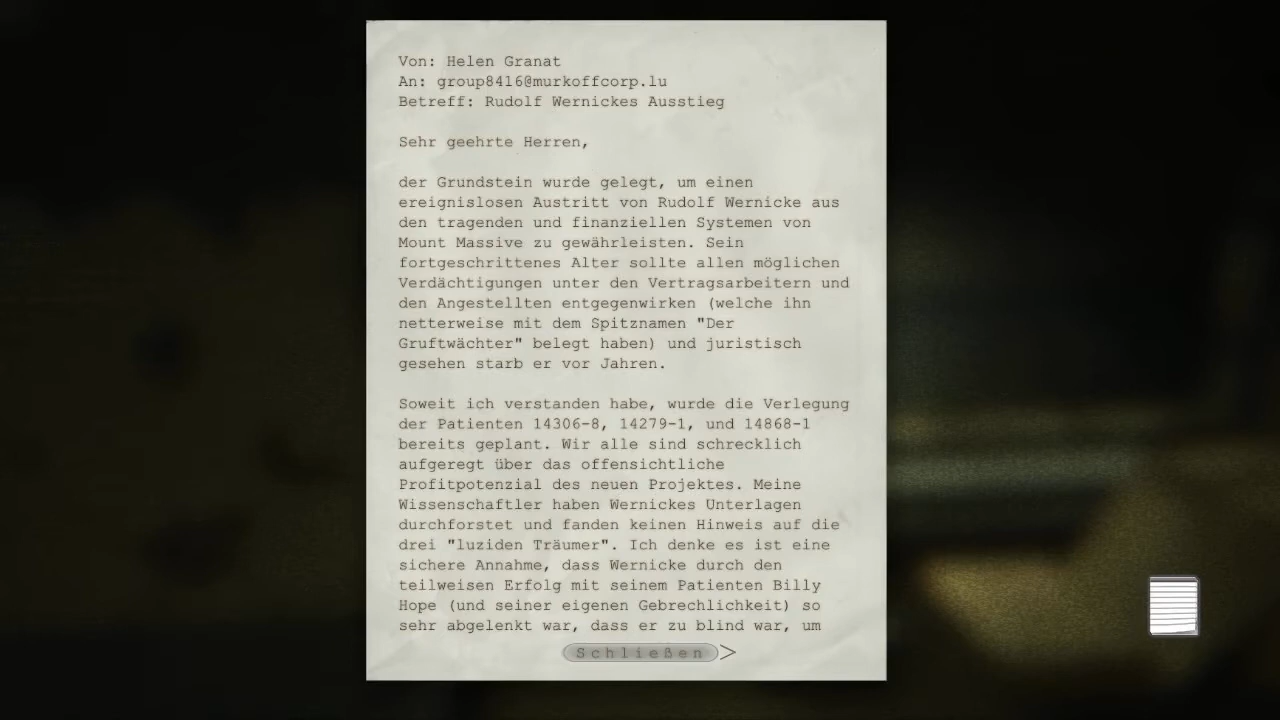 Von: Helen Granat
An: group8416@murkoffcorp.lu
Betreff: Rudolf Wernickes Ausstieg
Sehr geehrte Herren,
der Grundstein wurde gelegt, um einen
ereignislosen Austritt von Rudolf Wernicke aus
den tragenden und finanziellen Systemen von
Mount Massive zu gewährleisten. Sein
fortgeschrittenes Alter sollte allen möglichen
Verdächtigungen unter den Vertragsarbeitern und
den Angestellten entgegenwirken (welche ihn
netterweise mit dem Spitznamen "Der
Gruftwächter" belegt haben) und juristisch
gesehen starb er vor Jahren.
Soweit ich verstanden habe, wurde die Verlegung
der Patienten 14306-8, 14279-1, und 14868-1
bereits geplant. Wir alle sind schrecklich
aufgeregt über das offensichtliche
Profitpotenzial des neuen Projektes. Meine
Wissenschaftler haben Wernickes Unterlagen
durchforstet und fanden keinen Hinweis auf die
drei "luziden Träumer". Ich denke es ist eine
sichere Annahme, dass Wernicke durch den
teilweisen Erfolg mit seinem Patienten Billy
Hope (und seiner eigenen Gebrechlichkeit) so
sehr abgelenkt war, dass er zu blind war, um
Schließen >